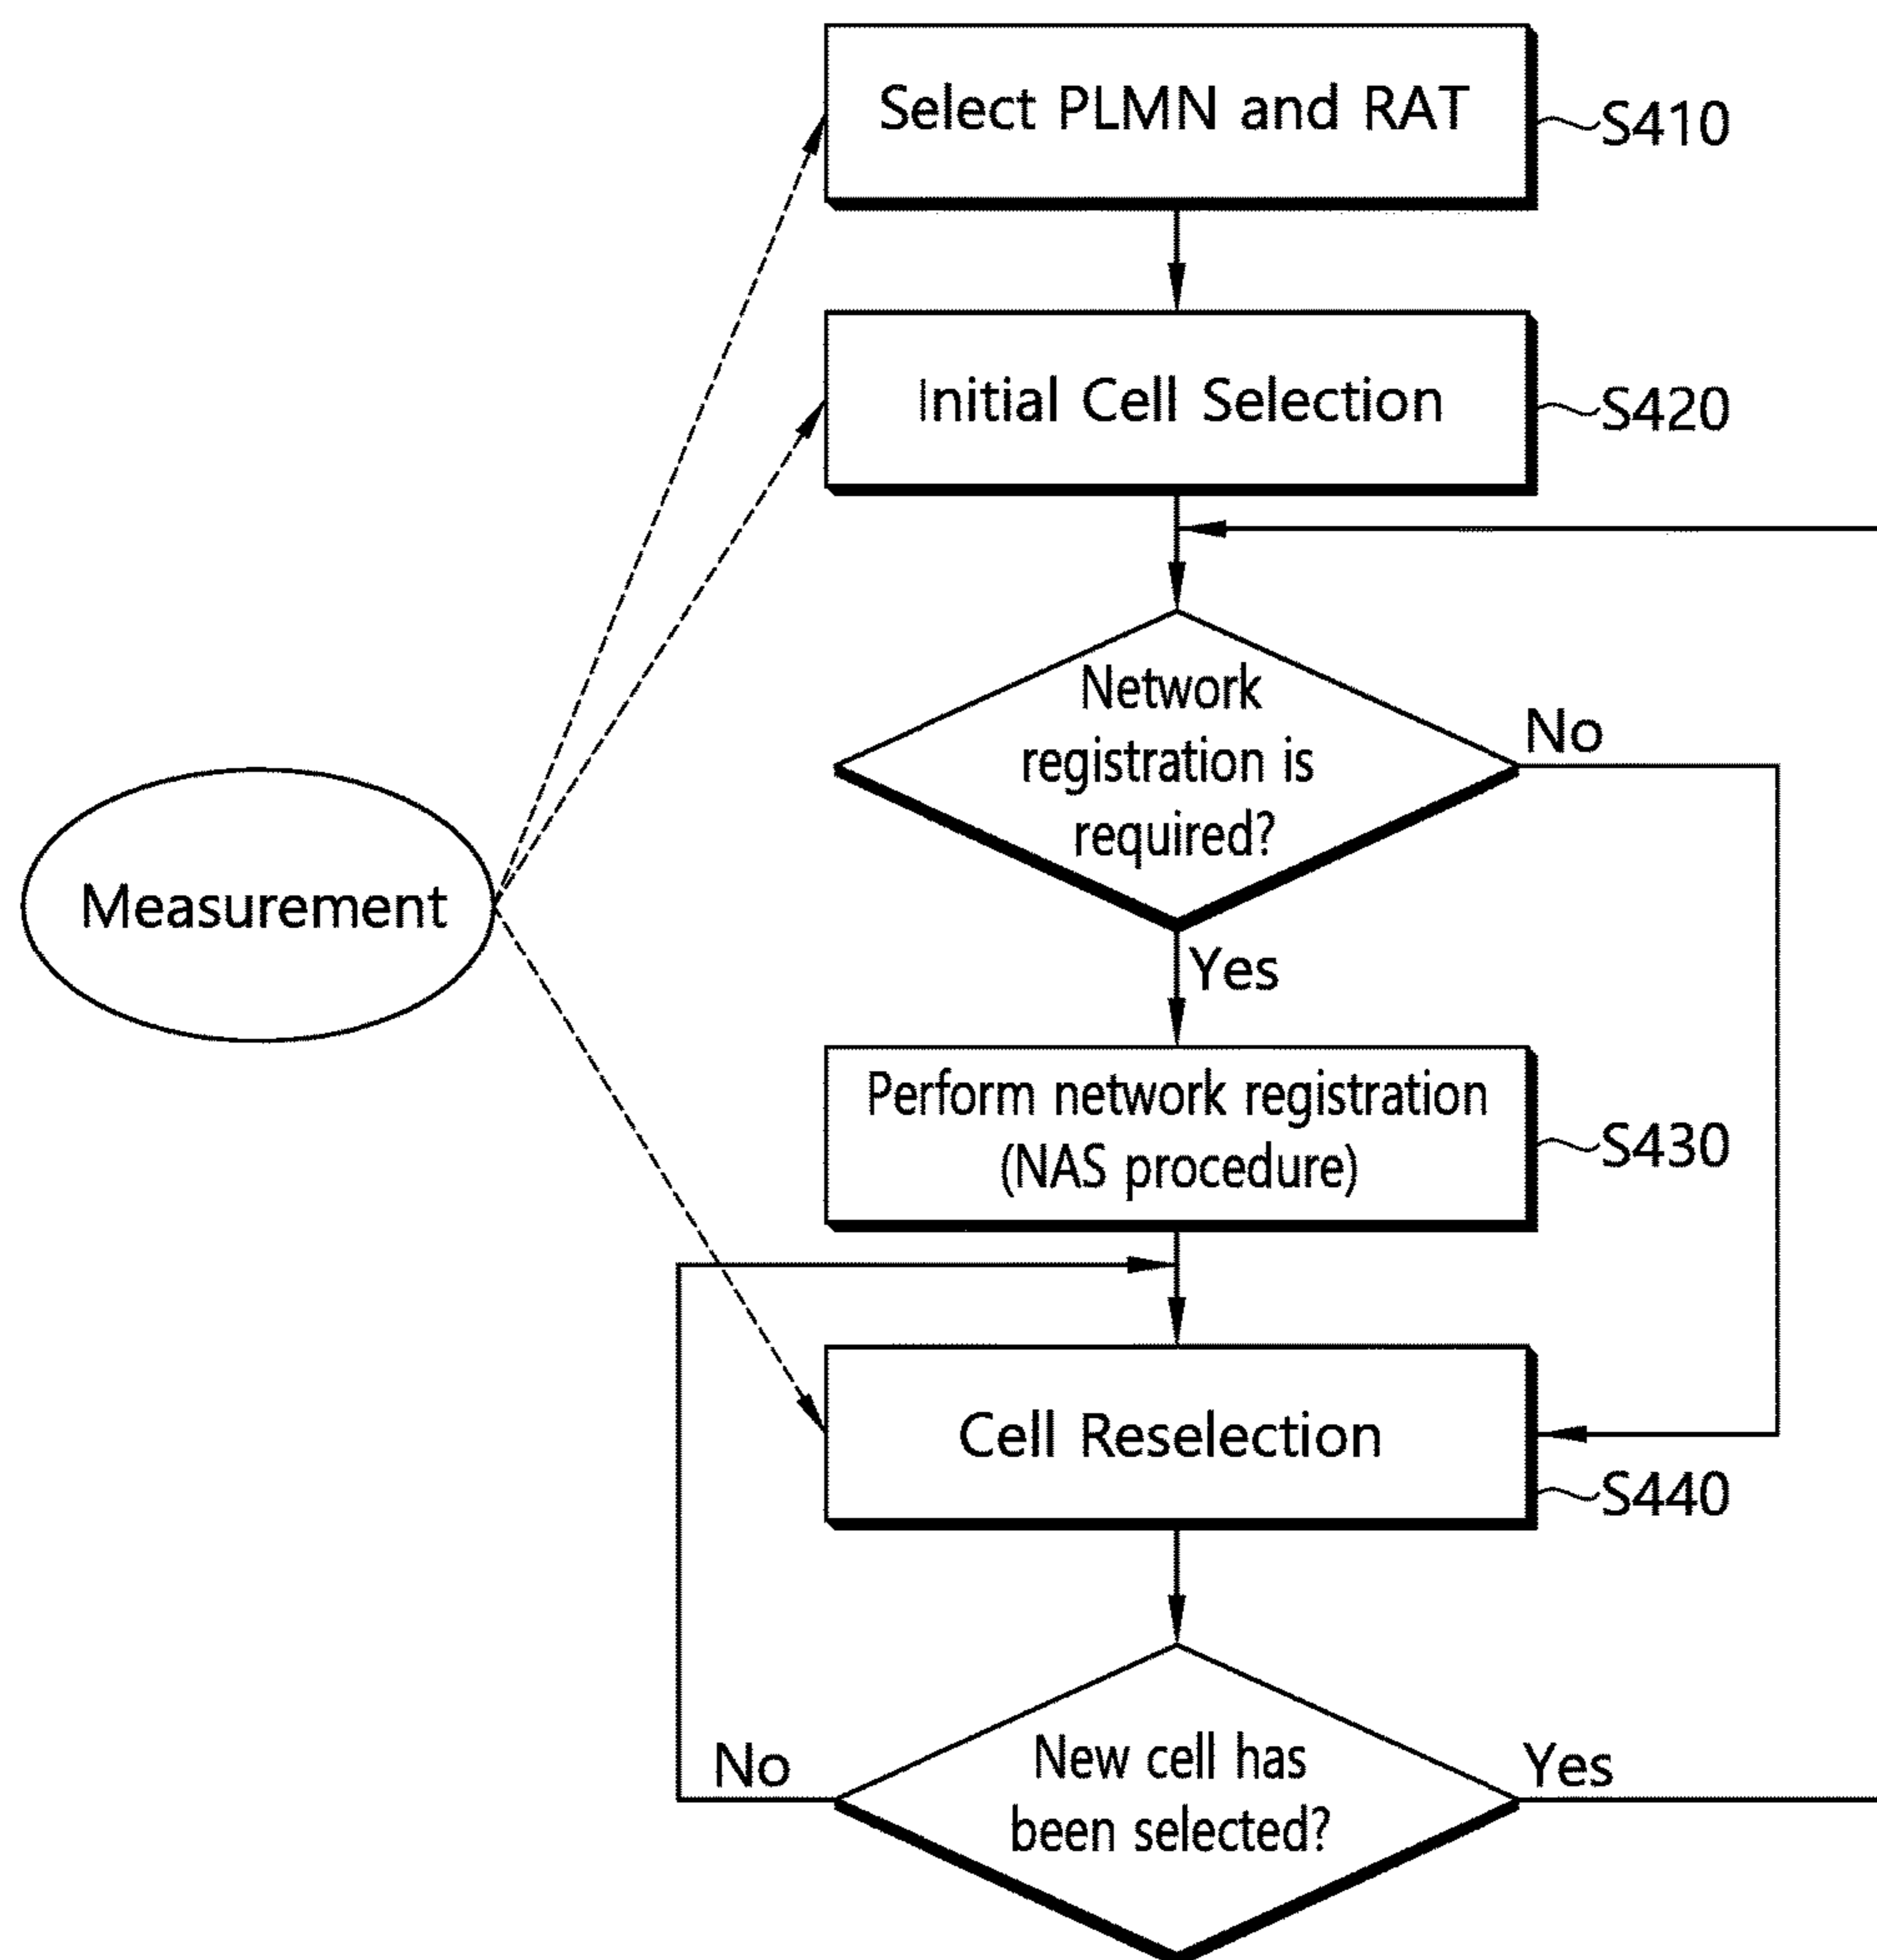 Select PLMN and RAT
S410
Initial Cell Selection
S420
Network
registration is
required?
No
Yes
Measurement
Perform network registration
(NAS procedure)
S430
Cell Reselection
S440
New cell has
been selected?
No
Yes